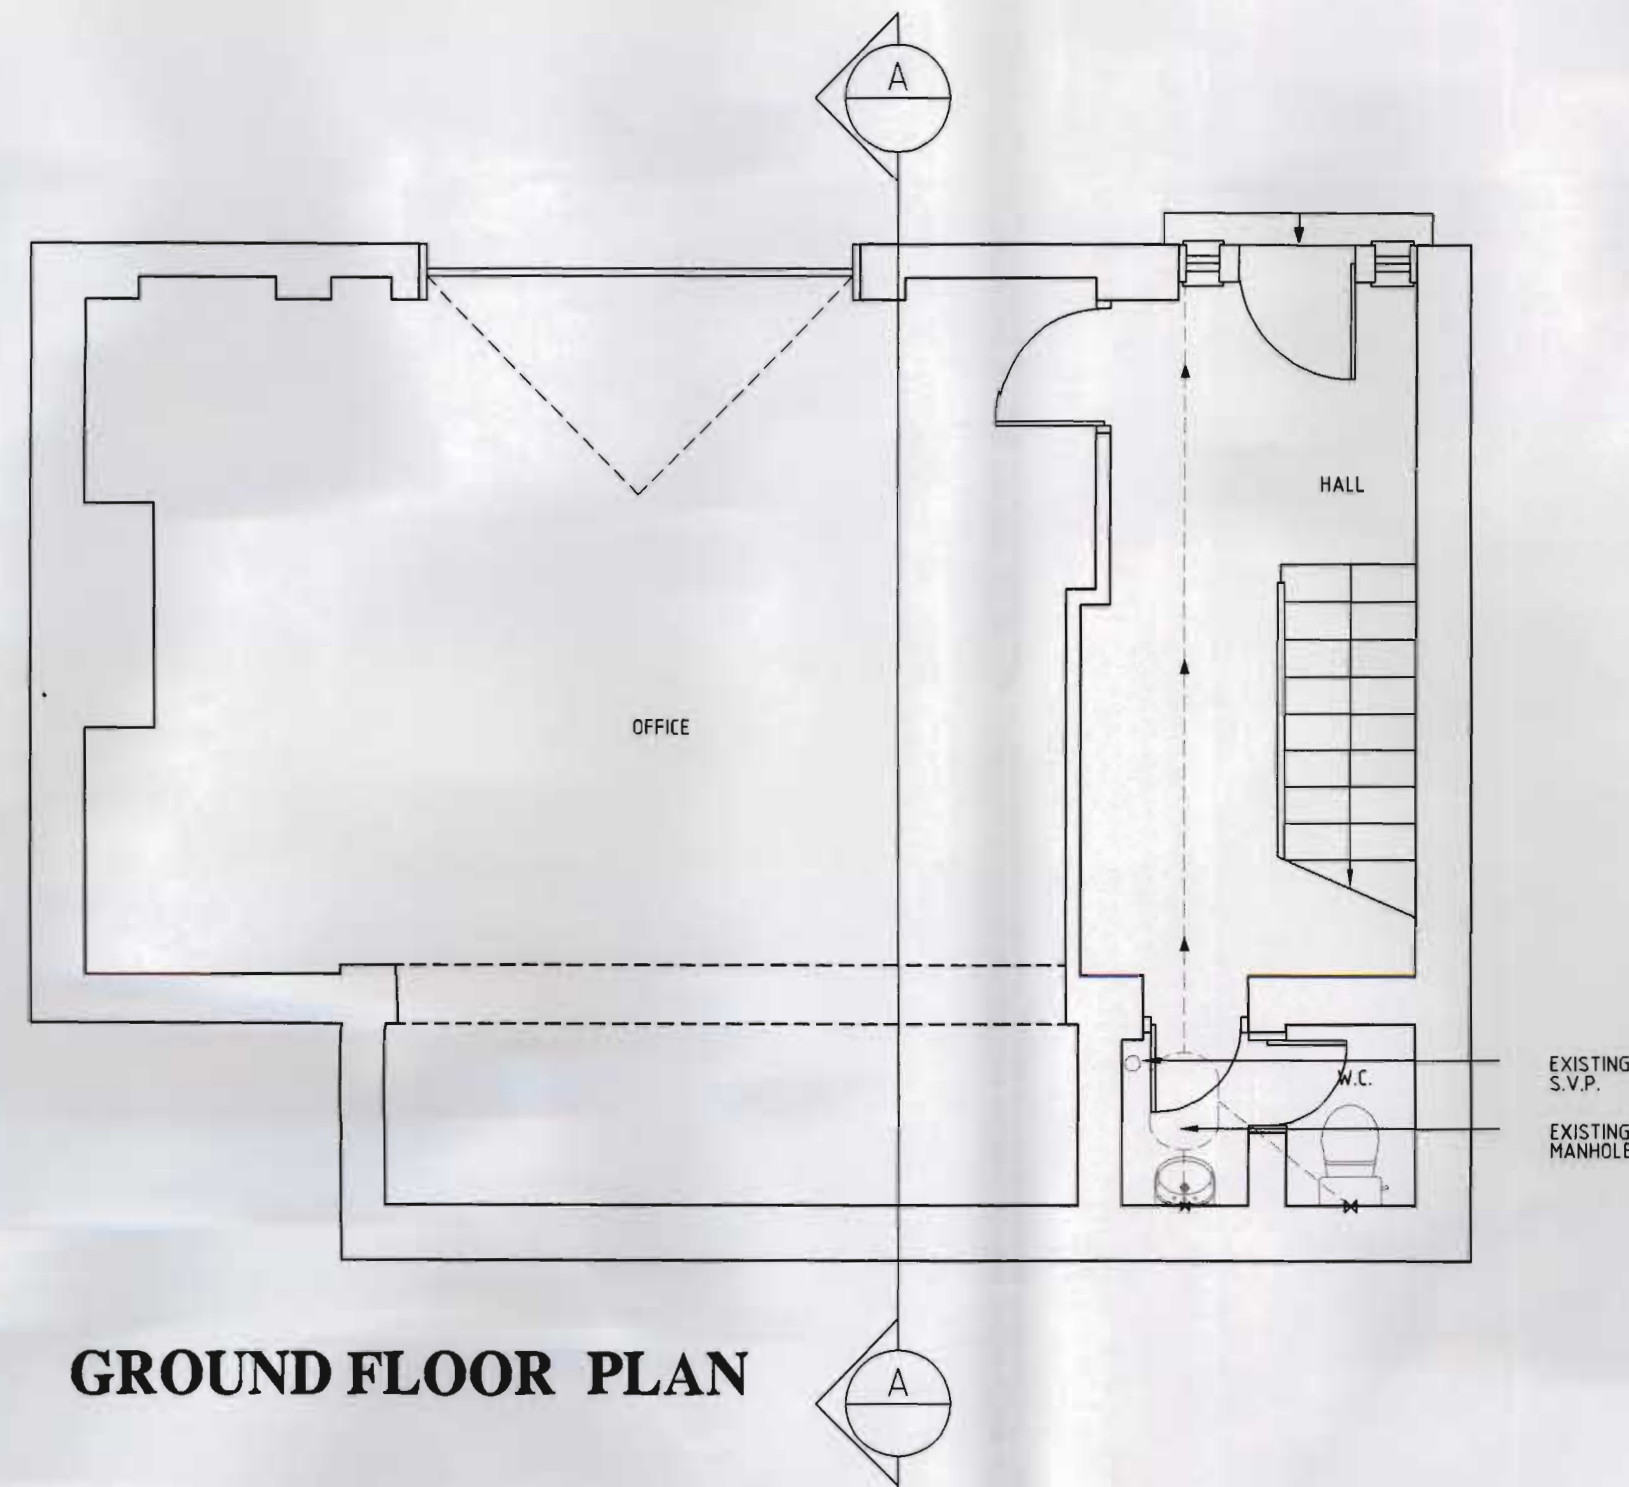 A
HALL
OFFICE
W.C.
EXISTING
S.V.P.
EXISTING
MANHOLE
GROUND FLOOR PLAN
A